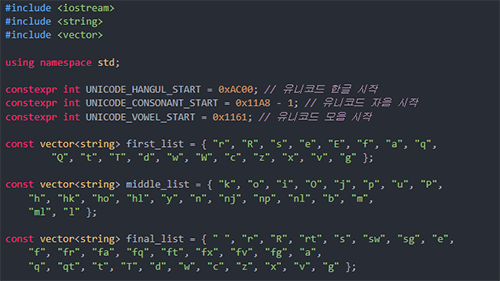 #include <iostream>
#include <string>
#include <vector>
using namespace std;
constexpr int UNICODE_HANGUL_START = 0xAC00; // 유니코드 한글 시작
constexpr int UNICODE_CONSONANT_START = 0x11A8 - 1; // 유니코드 자음 시작
constexpr int UNICODE_VOWEL_START = 0x1161; // 유니코드 모음 시작
const vector<string> first_list = { "r", "R", "s", "e", "E", "f", "a", "q",
"Q", "t", "T", "d", "w", "W", "c", "z", "x", "v", "g" };
const vector<string> middle_list = { "k", "o", "i", "O", "j", "p", "u", "P",
"h", "hk", "ho", "hl", "y", "n", "nj", "np", "nl", "b", "m",
"ml", "l" };
const vector<string> final_list = { " ", "r", "R", "rt", "s", "sw", "sg", "e",
"f", "fr", "fa", "fq", "ft", "fx", "fv", "fg", "a",
"q", "qt", "t", "T", "d", "w", "c", "z", "x", "v", "g" };